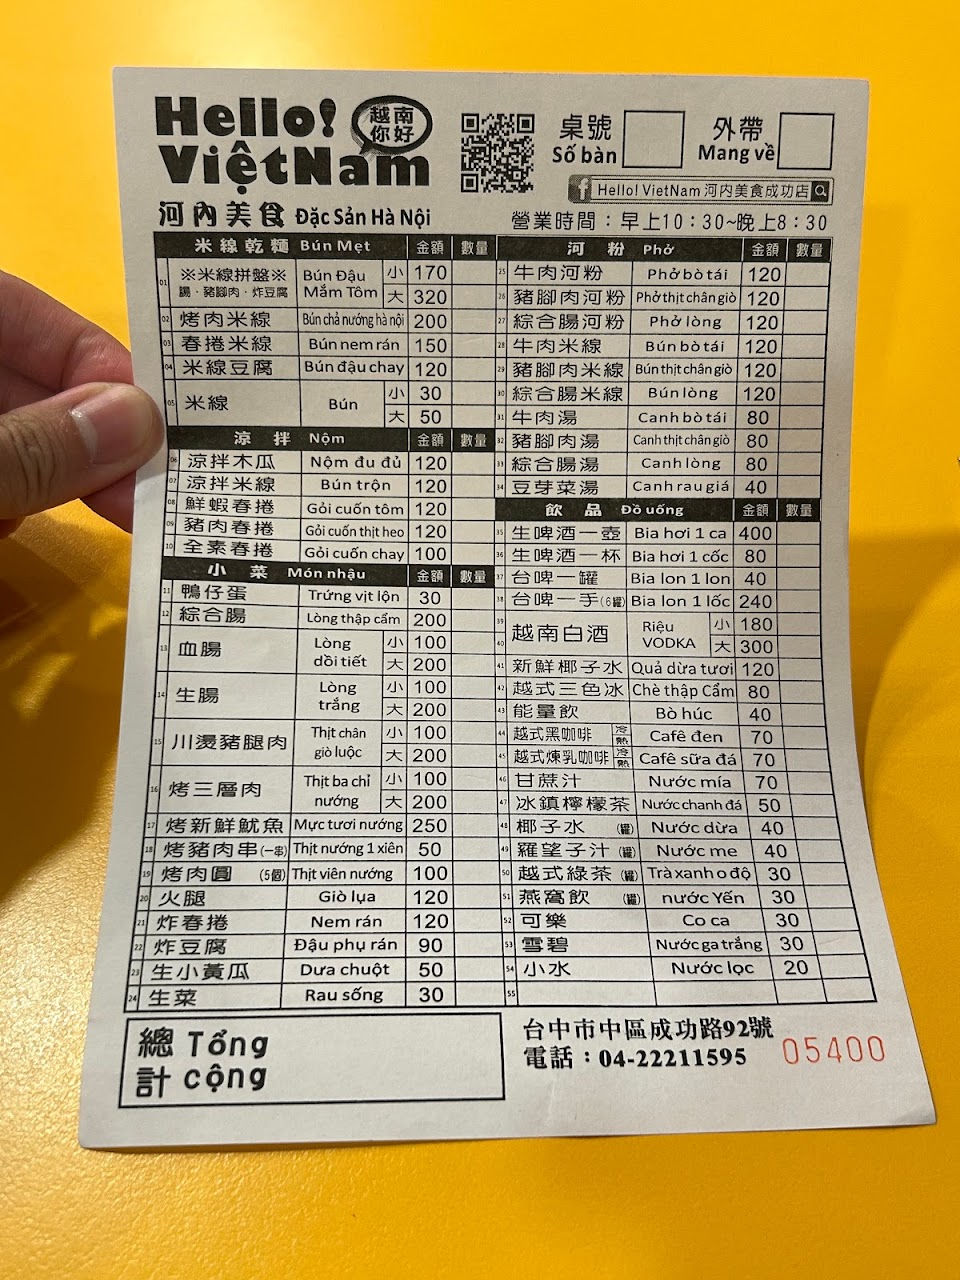 Hello!
越南
你好
ViệtNam
河內美食 Đặc Sản Hà Nội
桌號
Số bàn
外帶
Mang về
f Hello! VietNam 河內美食成功店
營業時間：早上10：30~晚上8：30
米線乾麵 Bún Mẹt 金額 數量
01 ※米線拼盤※ 腸．豬腳肉．炸豆腐 Bún Đậu Mắm Tôm 小 170
大 320
02 烤肉米線 Bún chả nướng hà nội 200
03 春捲米線 Bún nem rán 150
04 米線豆腐 Bún đậu chay 120
05 米線 Bún 小 30
大 50
涼拌 Nộm 金額 數量
06 涼拌木瓜 Nộm đu đủ 120
07 涼拌米線 Bún trộn 120
08 鮮蝦春捲 Gỏi cuốn tôm 120
09 豬肉春捲 Gỏi cuốn thịt heo 120
10 全素春捲 Gỏi cuốn chay 100
小菜 Món nhậu 金額 數量
11 鴨仔蛋 Trứng vịt lộn 30
12 綜合腸 Lòng thập cẩm 200
13 血腸 Lòng dồi tiết 小 100
大 200
14 生腸 Lòng trắng 小 100
大 200
15 川燙豬腿肉 Thịt chân giò luộc 小 100
大 200
16 烤三層肉 Thịt ba chỉ nướng 小 100
大 200
17 烤新鮮魷魚 Mực tươi nướng 250
18 烤豬肉串(一串) Thịt nướng 1 xiên 50
19 烤肉圓 (5個) Thịt viên nướng 100
20 火腿 Giò lụa 120
21 炸春捲 Nem rán 120
22 炸豆腐 Đậu phụ rán 90
23 生小黃瓜 Dưa chuột 50
24 生菜 Rau sống 30
河粉 Phở 金額 數量
25 牛肉河粉 Phở bò tái 120
26 豬腳肉河粉 Phở thịt chân giò 120
27 綜合腸河粉 Phở lòng 120
28 牛肉米線 Bún bò tái 120
29 豬腳肉米線 Bún thịt chân giò 120
30 綜合腸米線 Bún lòng 120
31 牛肉湯 Canh bò tái 80
32 豬腳肉湯 Canh thịt chân giò 80
33 綜合腸湯 Canh lòng 80
34 豆芽菜湯 Canh rau giá 40
飲品 Đồ uống 金額 數量
35 生啤酒一壺 Bia hơi 1 ca 400
36 生啤酒一杯 Bia hơi 1 cốc 80
37 台啤一罐 Bia lon 1 lon 40
38 台啤一手(6罐) Bia lon 1 lốc 240
39 越南白酒 Riệu VODKA 小 180
40 大 300
41 新鮮椰子水 Quả dừa tươi 120
42 越式三色冰 Chè thập Cẩm 80
43 能量飲 Bò húc 40
44 越式黑咖啡 冷 熱 Cafê đen 70
45 越式煉乳咖啡 冷 熱 Cafê sữa đá 70
46 甘蔗汁 Nước mía 70
47 冰鎮檸檬茶 Nước chanh đá 50
48 椰子水 (罐) Nước dừa 40
49 羅望子汁 (罐) Nước me 40
50 越式綠茶 (罐) Trà xanh o độ 30
51 燕窩飲 (罐) nước Yến 30
52 可樂 Co ca 30
53 雪碧 Nước ga trắng 30
54 小水 Nước lọc 20
55
總計 Tổng cộng
台中市中區成功路92號
電話：04-22211595
05400